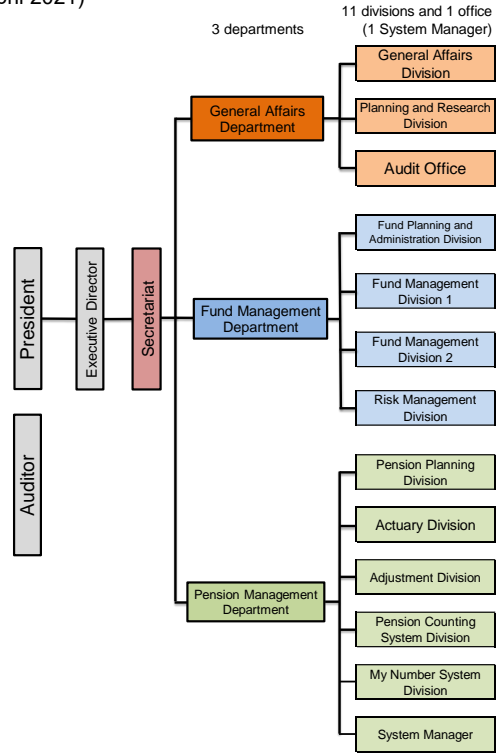 2021)
3 departments
11 divisions and 1 office
(1 System Manager)
General Affairs
Department
General Affairs
Division
Planning and Research
Division
Audit Office
President
Executive Director
Secretariat
Fund Management
Department
Fund Planning and
Administration Division
Fund Management
Division 1
Fund Management
Division 2
Risk Management
Division
Auditor
Pension Management
Department
Pension Planning
Division
Actuary Division
Adjustment Division
Pension Counting
System Division
My Number System
Division
System Manager